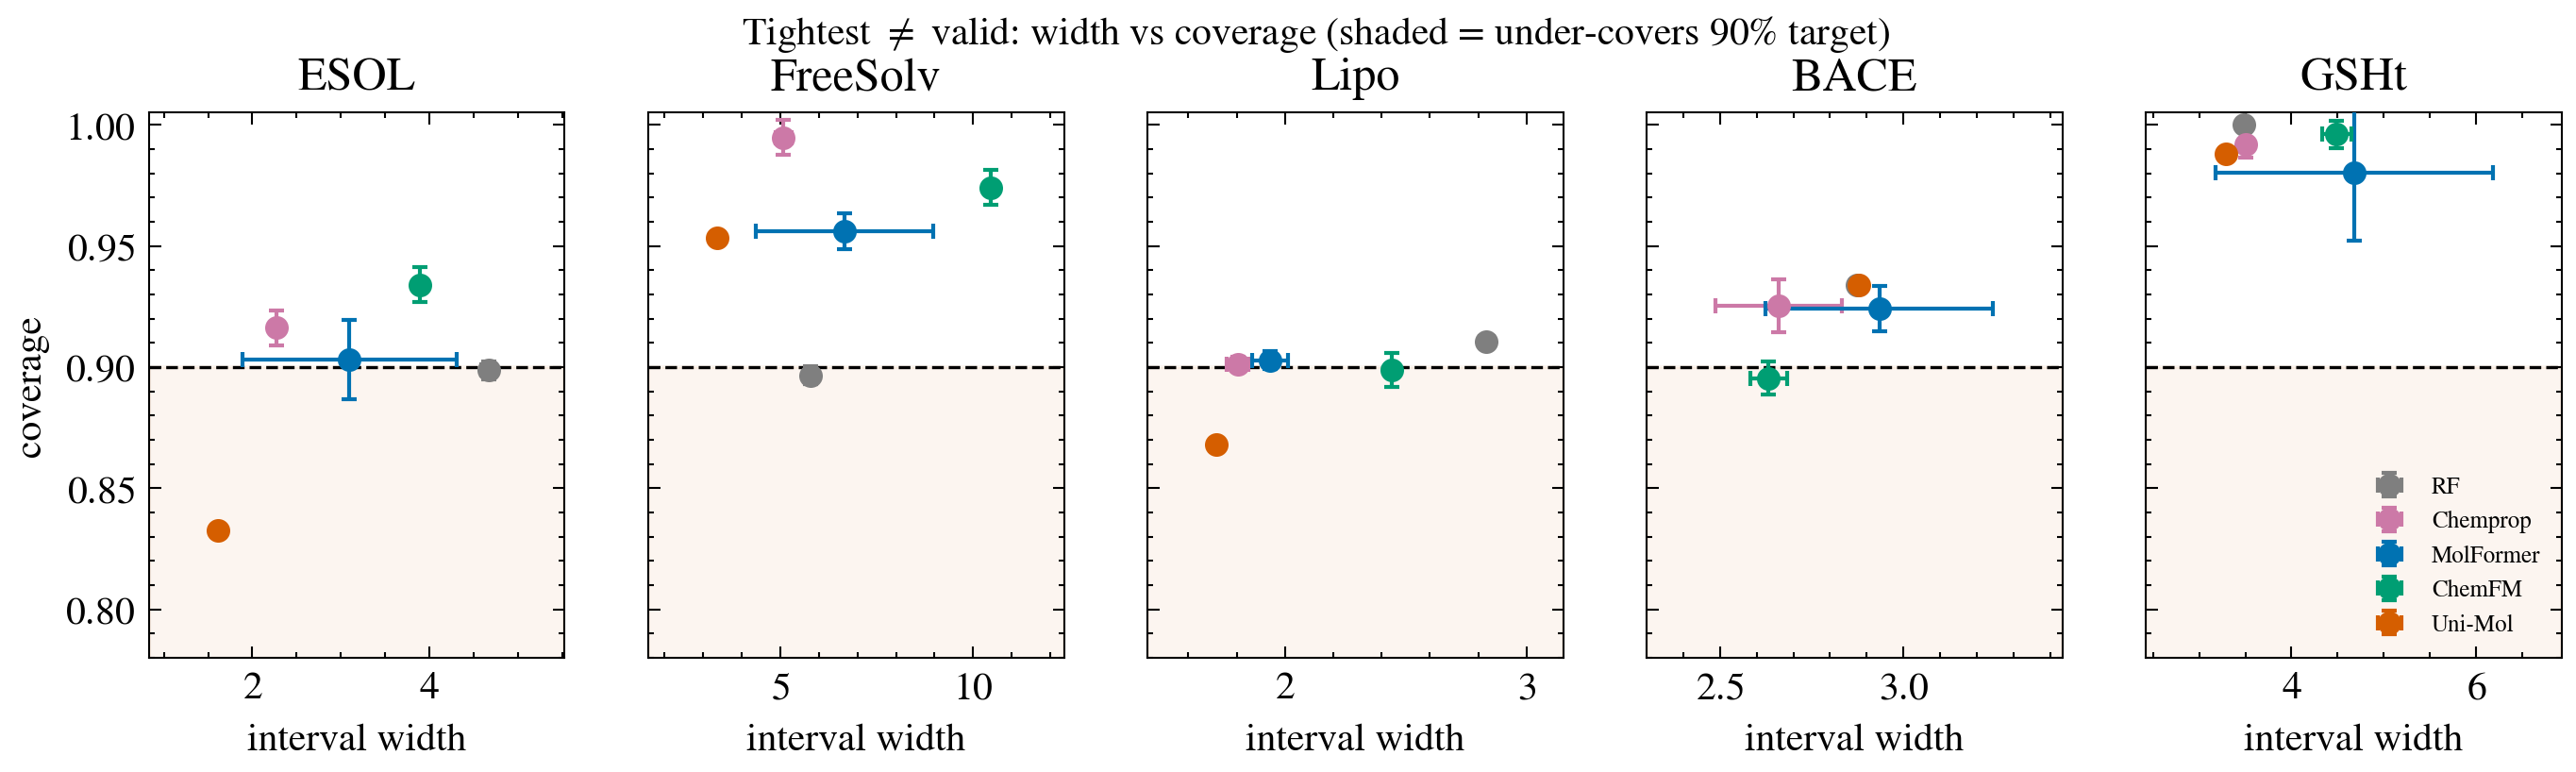 Tightest ≠ valid: width vs coverage (shaded = under-covers 90% target)
ESOL
FreeSolv
Lipo
BACE
GSHt
coverage
1.00
0.95
0.90
0.85
0.80
2 4
5 10
2 3
2.5 3.0
4 6
interval width
interval width
interval width
interval width
interval width
RF
Chemprop
MolFormer
ChemFM
Uni-Mol